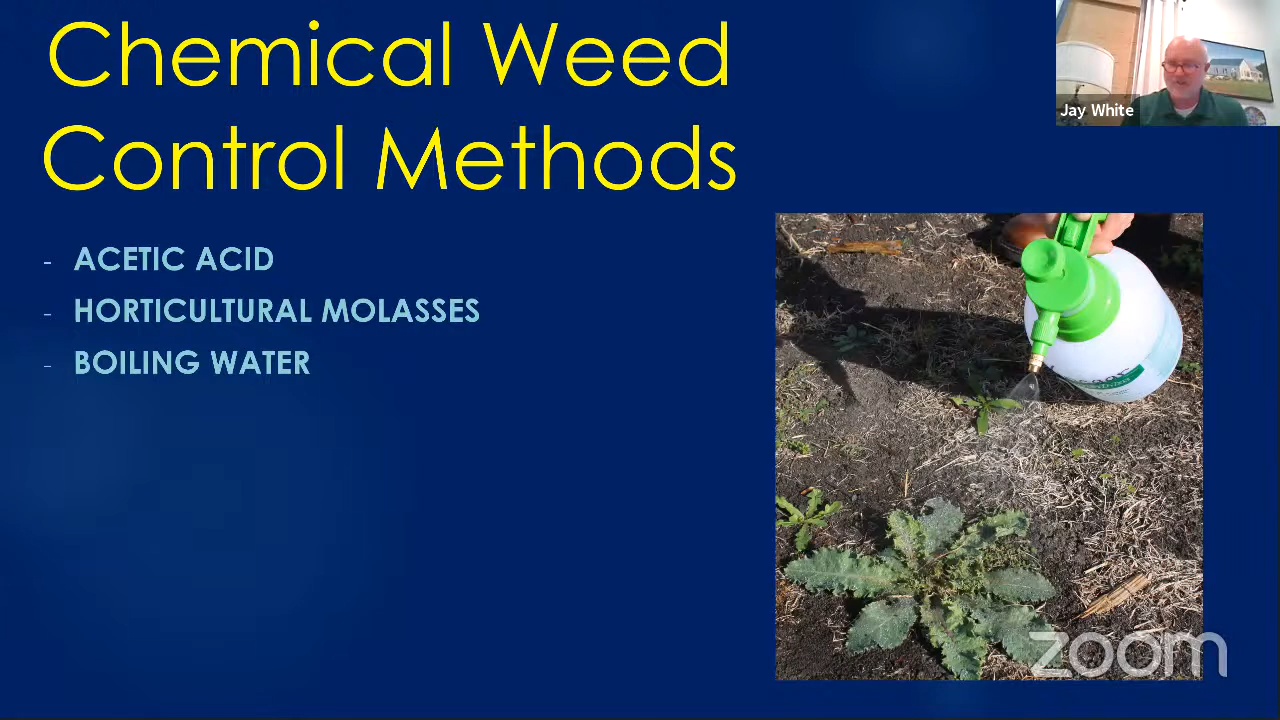 Chemical Weed
Control Methods
Jay White
- ACETIC ACID
- HORTICULTURAL MOLASSES
- BOILING WATER
zoom